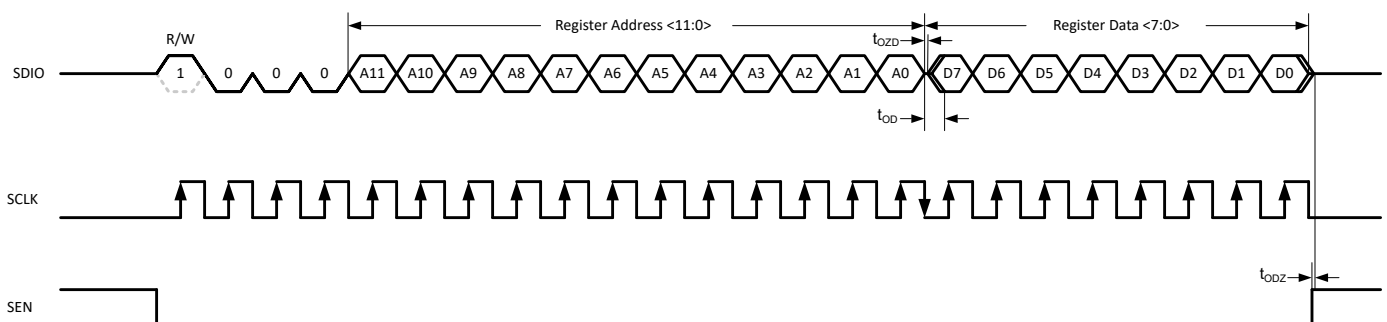 Register Address <11:0>
Register Data <7:0>
R/W
tOZD
SDIO
1 0 0 0 A11 A10 A9 A8 A7 A6 A5 A4 A3 A2 A1 A0 D7 D6 D5 D4 D3 D2 D1 D0
tOD
SCLK
tODZ
SEN